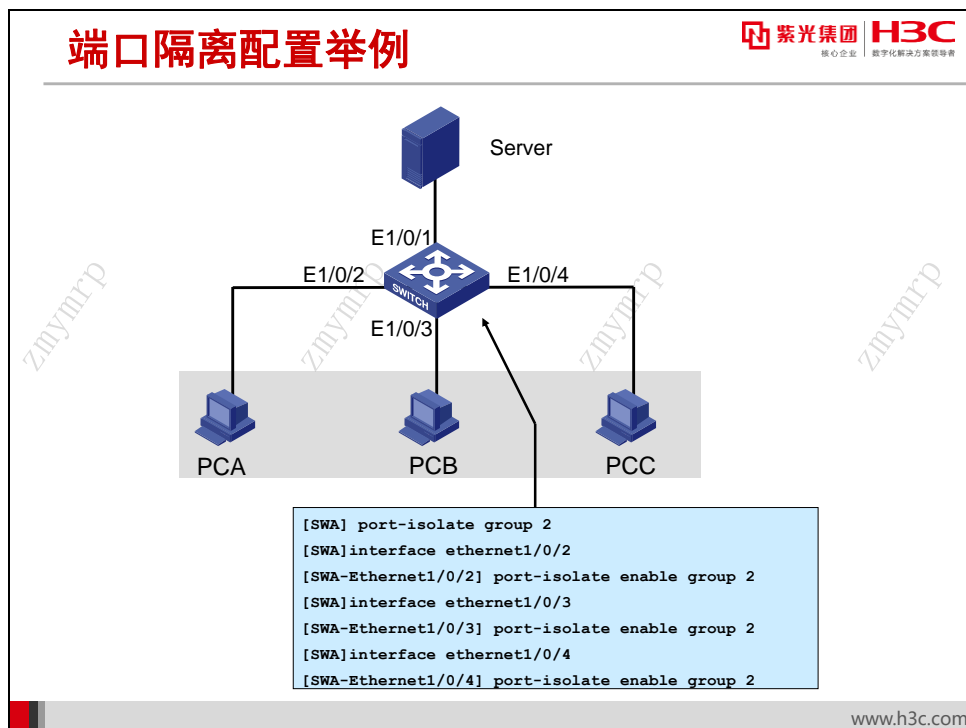 端口隔离配置举例
紫光集团 H3C
核心企业 数字化解决方案领导者
Server
E1/0/1
E1/0/2
E1/0/4
SWITCH
E1/0/3
zmymrp
zmymrp
zmymrp
zmymrp
PCA
PCB
PCC
[SWA] port-isolate group 2
[SWA]interface ethernet1/0/2
[SWA-Ethernet1/0/2] port-isolate enable group 2
[SWA]interface ethernet1/0/3
[SWA-Ethernet1/0/3] port-isolate enable group 2
[SWA]interface ethernet1/0/4
[SWA-Ethernet1/0/4] port-isolate enable group 2
www.h3c.com